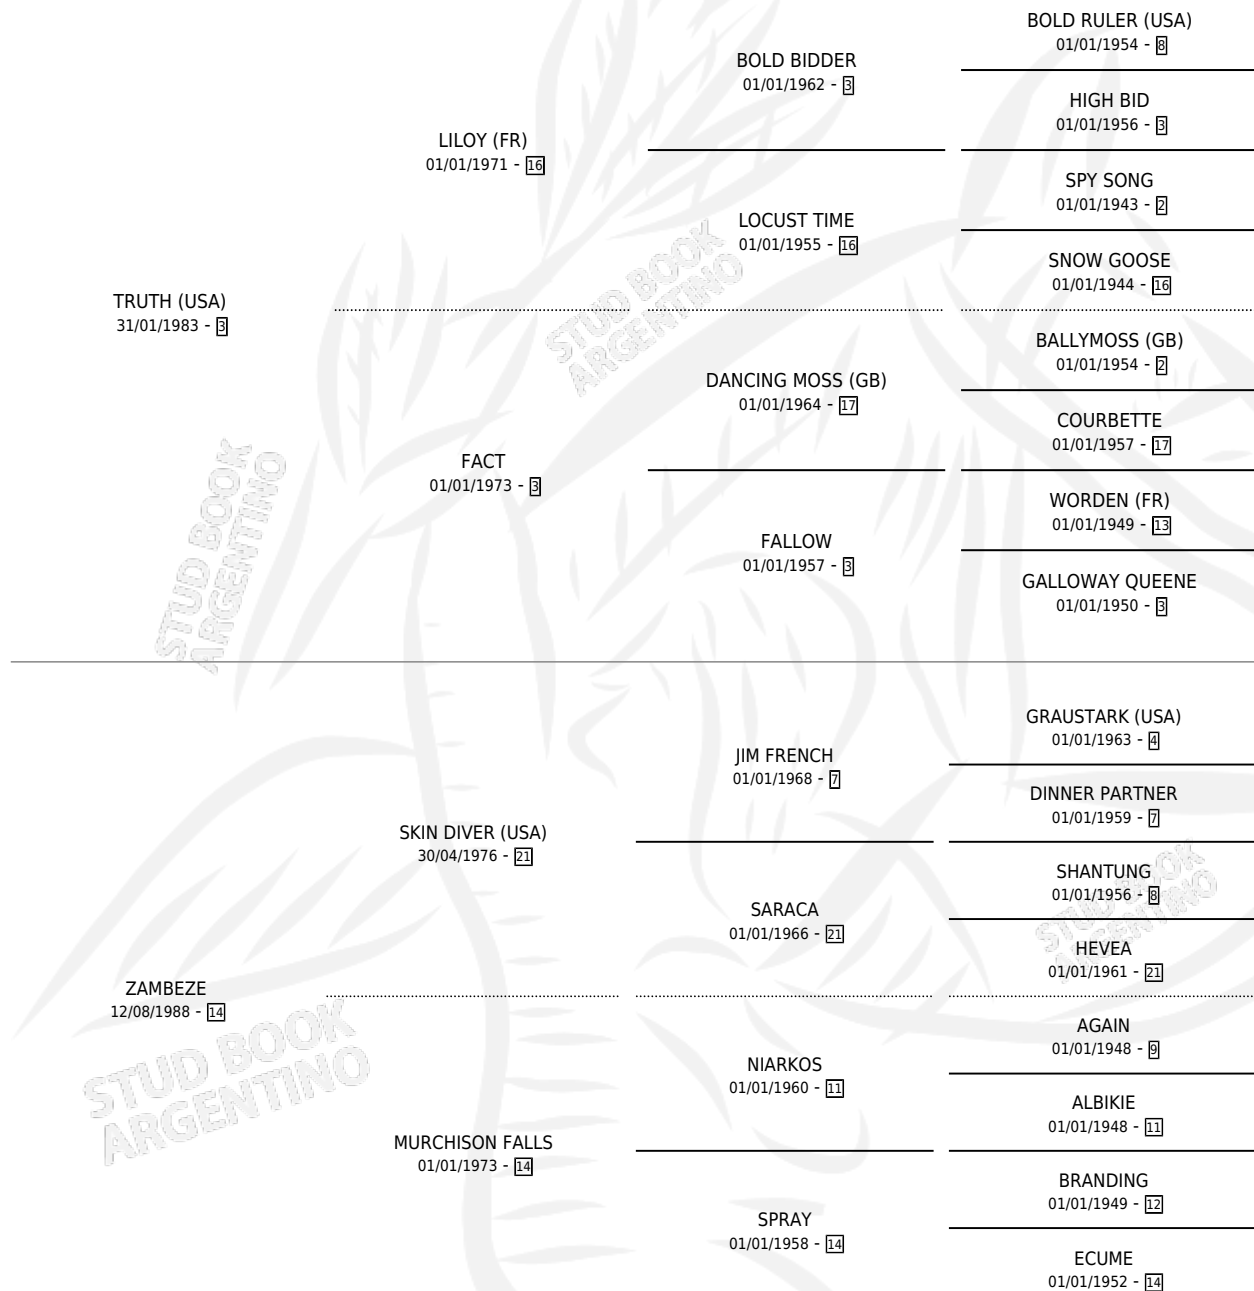 BOLD RULER (USA)
01/01/1954 - 8
BOLD BIDDER
01/01/1962 - 3
HIGH BID
01/01/1956 - 3
LILOY (FR)
01/01/1971 - 16
SPY SONG
01/01/1943 - 2
LOCUST TIME
01/01/1955 - 16
SNOW GOOSE
01/01/1944 - 16
TRUTH (USA)
31/01/1983 - 3
BALLYMOSS (GB)
01/01/1954 - 2
DANCING MOSS (GB)
01/01/1964 - 17
COURBETTE
01/01/1957 - 17
FACT
01/01/1973 - 3
WORDEN (FR)
01/01/1949 - 13
FALLOW
01/01/1957 - 3
GALLOWAY QUEENE
01/01/1950 - 3
STUD BOOK
ARGENTINO
STUD BOOK
ARGENTINO
GRAUSTARK (USA)
01/01/1963 - 4
JIM FRENCH
01/01/1968 - 7
DINNER PARTNER
01/01/1959 - 7
SKIN DIVER (USA)
30/04/1976 - 21
SHANTUNG
01/01/1956 - 8
SARACA
01/01/1966 - 21
HEVEA
01/01/1961 - 21
ZAMBEZE
12/08/1988 - 14
AGAIN
01/01/1948 - 9
NIARKOS
01/01/1960 - 11
ALBIKIE
01/01/1948 - 11
MURCHISON FALLS
01/01/1973 - 14
BRANDING
01/01/1949 - 12
SPRAY
01/01/1958 - 14
ECUME
01/01/1952 - 14
STUD BOOK
ARGENTINO
STUD BOOK
ARGENTINO